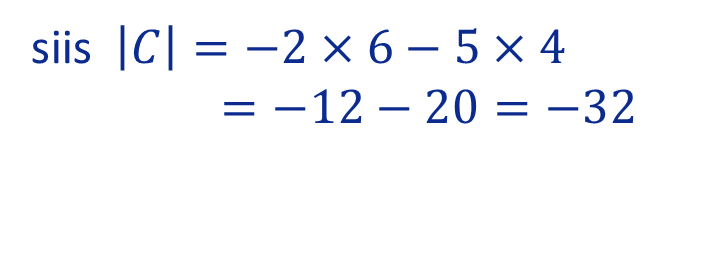 siis |C| = −2 × 6 − 5 × 4
= −12 − 20 = −32